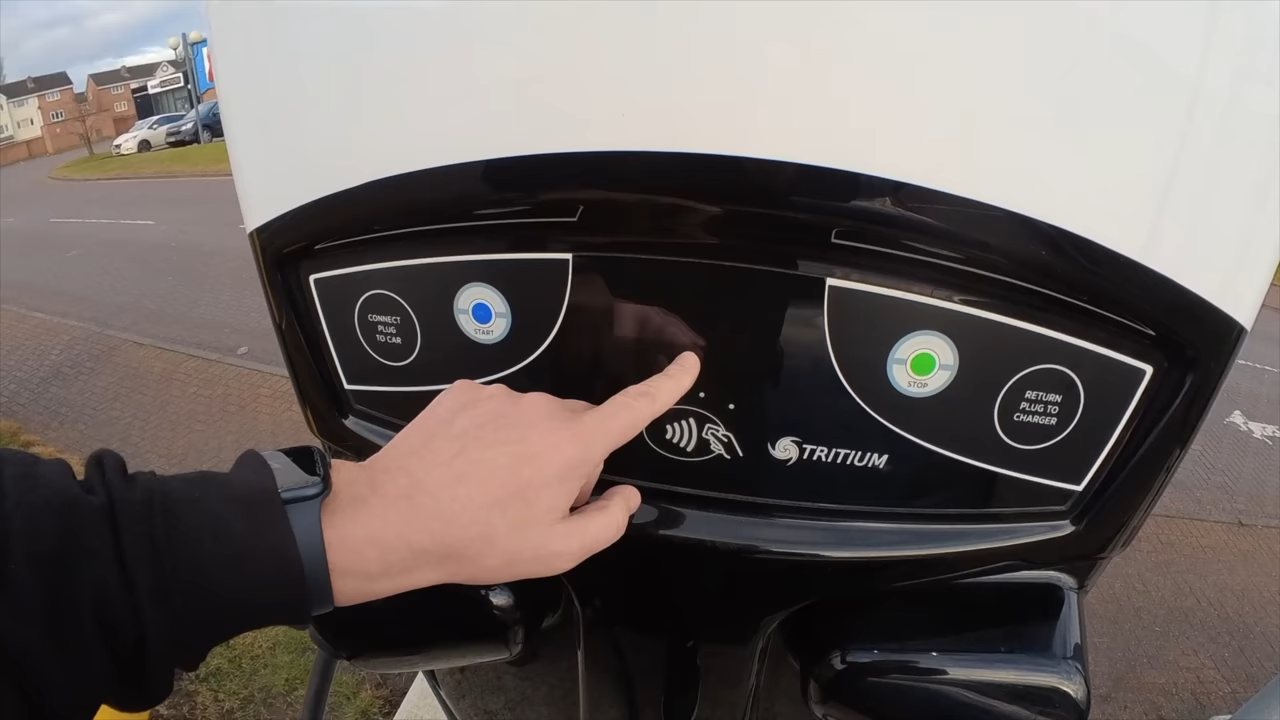 CONNECT
PLUG
TO CAR
START
STOP
RETURN
PLUG TO
CHARGER
TRITIUM